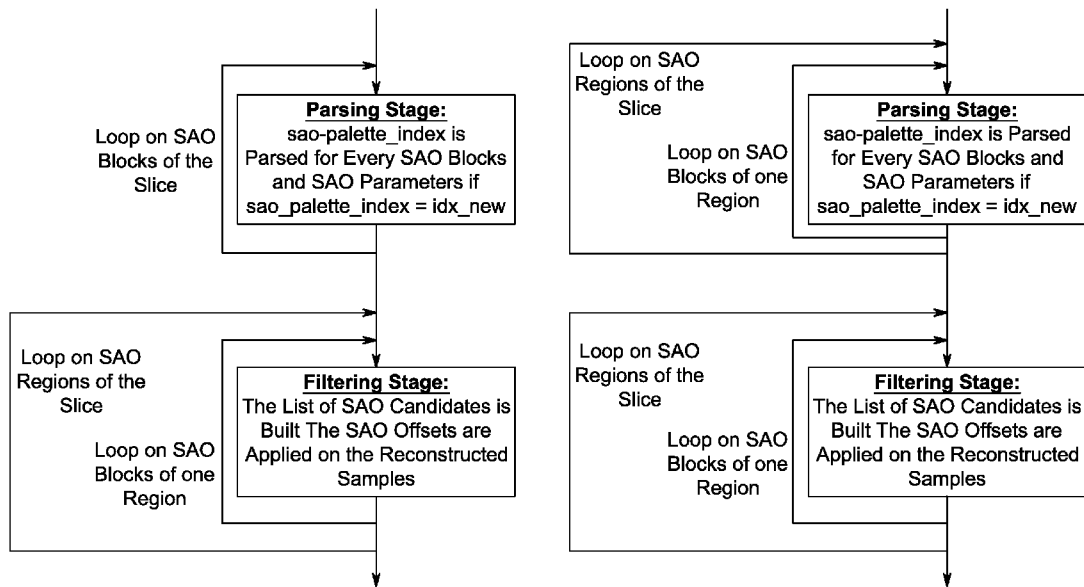 Loop on SAO
Blocks of the
Slice
Parsing Stage:
sao-palette_index is
Parsed for Every SAO Blocks
and SAO Parameters if
sao_palette_index = idx_new
Loop on SAO
Regions of the
Slice
Loop on SAO
Blocks of one
Region
Filtering Stage:
The List of SAO Candidates is
Built The SAO Offsets are
Applied on the Reconstructed
Samples
Loop on SAO
Regions of the
Slice
Loop on SAO
Blocks of one
Region
Parsing Stage:
sao-palette_index is Parsed
for Every SAO Blocks and
SAO Parameters if
sao_palette_index = idx_new
Loop on SAO
Regions of the
Slice
Loop on SAO
Blocks of one
Region
Filtering Stage:
The List of SAO Candidates is
Built The SAO Offsets are
Applied on the Reconstructed
Samples